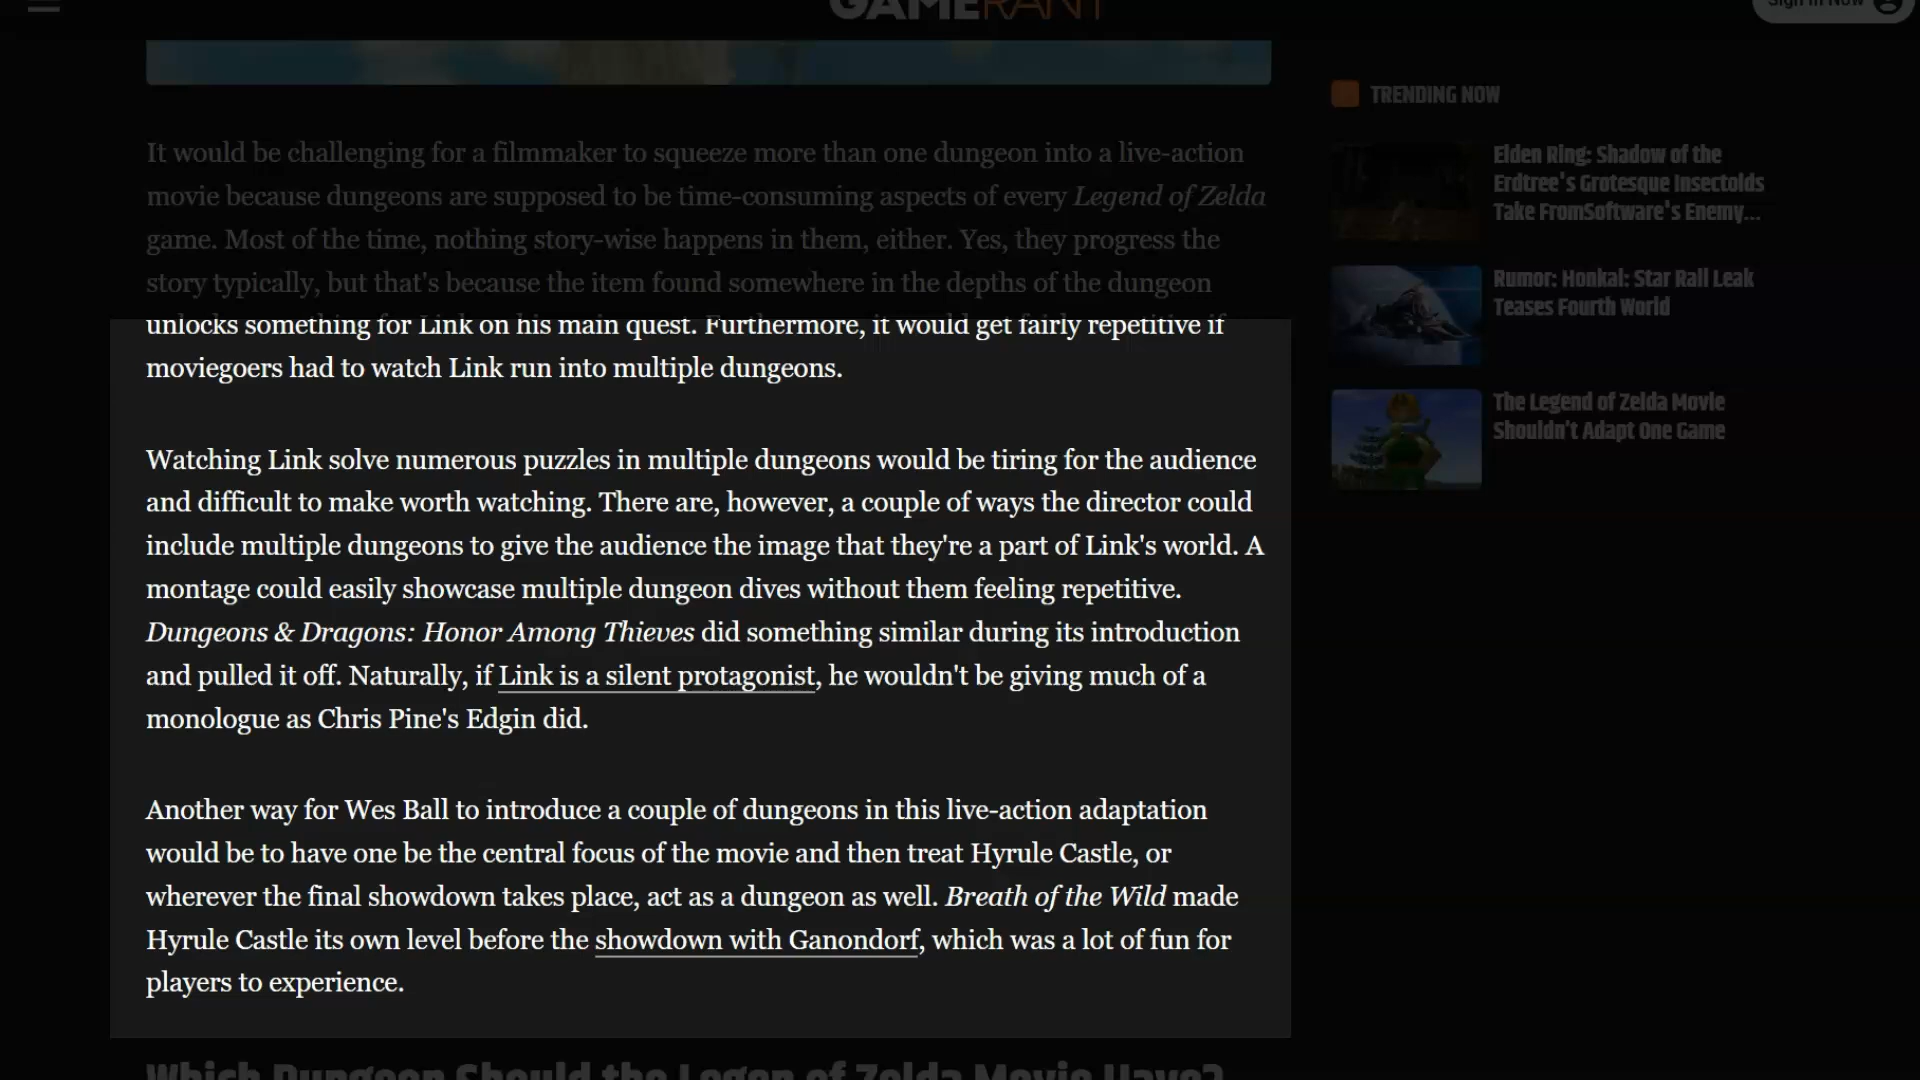 GAMERANT
Sign In Now
TRENDING NOW
It would be challenging for a filmmaker to squeeze more than one dungeon into a live-action
movie because dungeons are supposed to be time-consuming aspects of every Legend of Zelda
game. Most of the time, nothing story-wise happens in them, either. Yes, they progress the
story typically, but that's because the item found somewhere in the depths of the dungeon
unlocks something for Link on his main quest. Furthermore, it would get fairly repetitive if
moviegoers had to watch Link run into multiple dungeons.
Watching Link solve numerous puzzles in multiple dungeons would be tiring for the audience
and difficult to make worth watching. There are, however, a couple of ways the director could
include multiple dungeons to give the audience the image that they're a part of Link's world. A
montage could easily showcase multiple dungeon dives without them feeling repetitive.
Dungeons & Dragons: Honor Among Thieves did something similar during its introduction
and pulled it off. Naturally, if Link is a silent protagonist, he wouldn't be giving much of a
monologue as Chris Pine's Edgin did.
Another way for Wes Ball to introduce a couple of dungeons in this live-action adaptation
would be to have one be the central focus of the movie and then treat Hyrule Castle, or
wherever the final showdown takes place, act as a dungeon as well. Breath of the Wild made
Hyrule Castle its own level before the showdown with Ganondorf, which was a lot of fun for
players to experience.
Which Dungeon Should the Legen of Zelda Movie Have?
Elden Ring: Shadow of the
Erdtree's Grotesque Insectoids
Take FromSoftware's Enemy...
Rumor: Honkai: Star Rail Leak
Teases Fourth World
The Legend of Zelda Movie
Shouldn't Adapt One Game